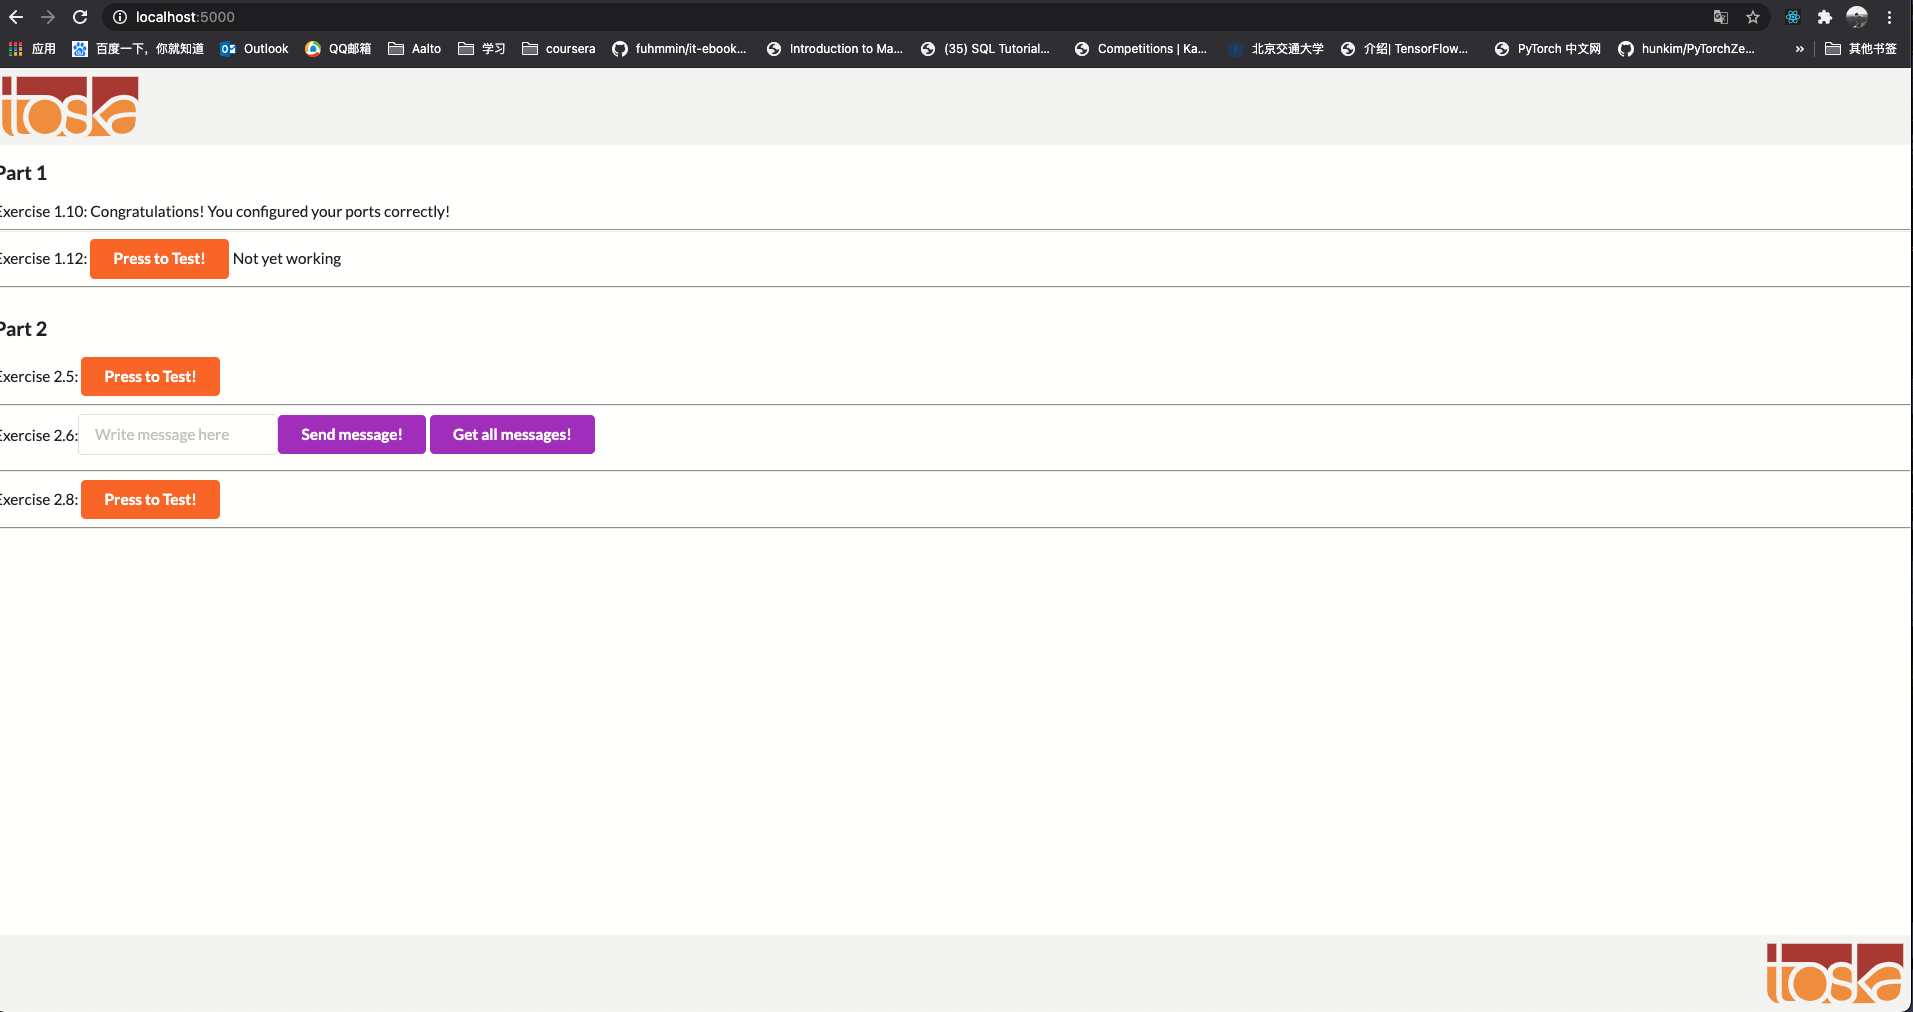 localhost:5000
应用 百度一下，你就知道 Outlook QQ邮箱 Aalto 学习 coursera fuhmmin/it-ebook... Introduction to Ma... (35) SQL Tutorial... Competitions | Ka... 北京交通大学 介绍| TensorFlow... PyTorch 中文网 hunkim/PyTorchZe... » 其他书签
toska
Part 1
Exercise 1.10: Congratulations! You configured your ports correctly!
Exercise 1.12: Press to Test! Not yet working
Part 2
Exercise 2.5: Press to Test!
Exercise 2.6: Write message here Send message! Get all messages!
Exercise 2.8: Press to Test!
toska